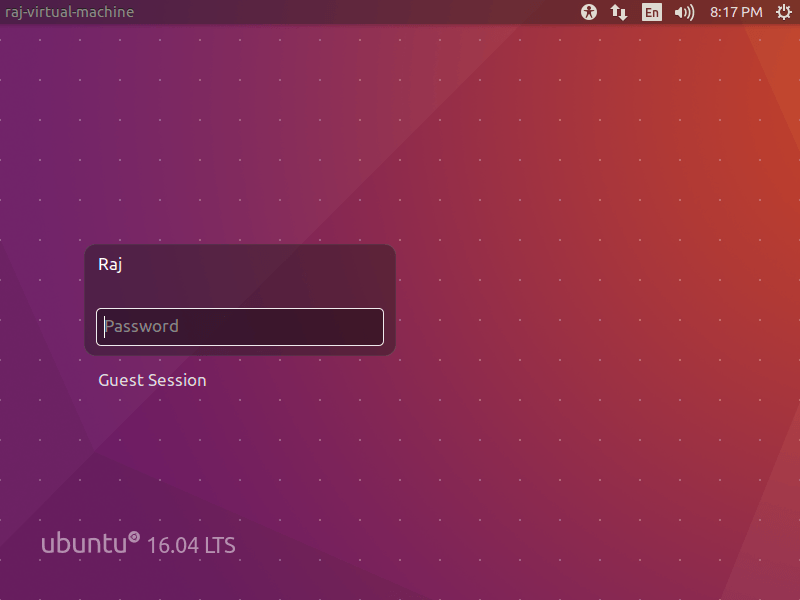 raj-virtual-machine
En
8:17 PM
Raj
Password
Guest Session
ubuntu 16.04 LTS